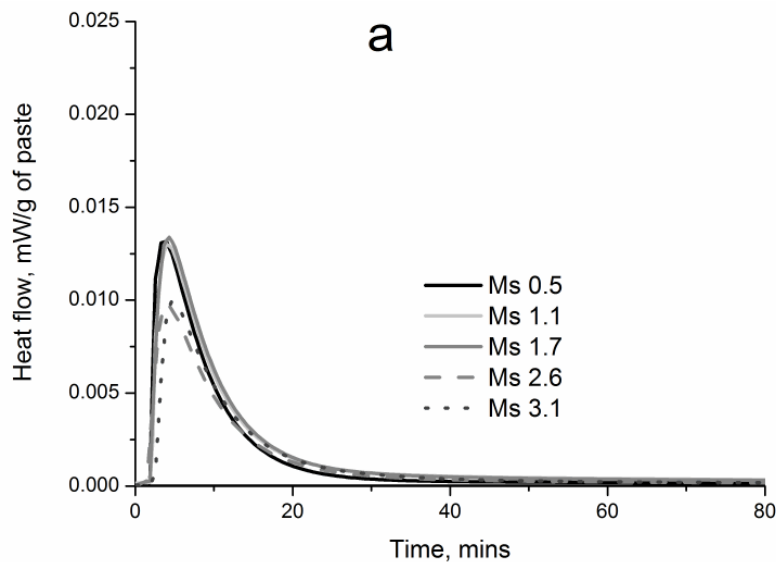 a
Heat flow, mW/g of paste
0.025
0.020
0.015
0.010
0.005
0.000
Ms 0.5
Ms 1.1
Ms 1.7
Ms 2.6
Ms 3.1
0 20 40 60 80
Time, mins